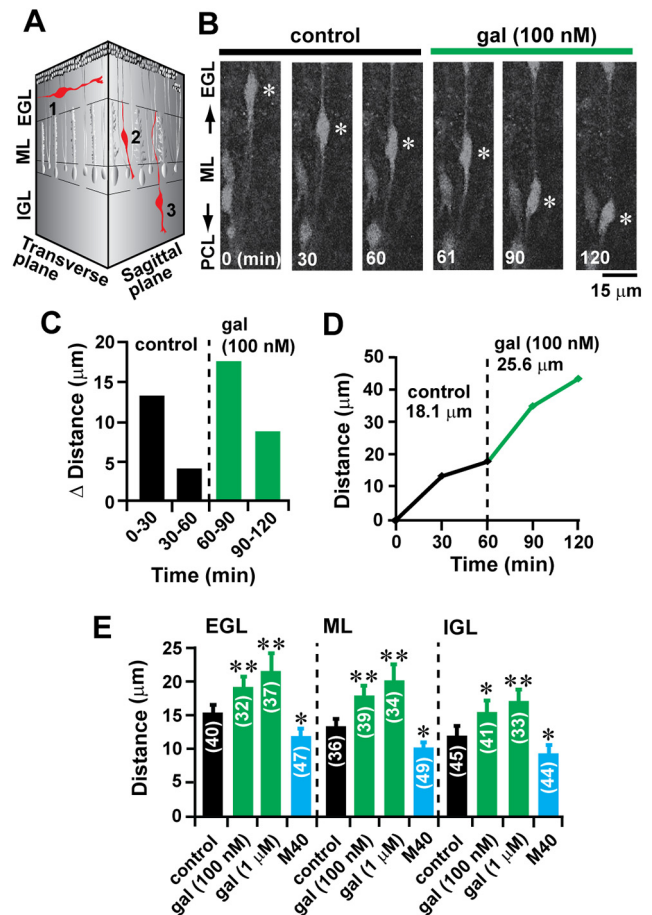 A
EGL
ML
IGL
1
2
3
Transverse plane
Sagittal plane
B
control
gal (100 nM)
EGL
ML
PCL
*
*
*
*
*
*
0 (min)
30
60
61
90
120
15 μm
C
control
gal
(100 nM)
Δ Distance (μm)
20
15
10
5
0
0-30
30-60
60-90
90-120
Time (min)
D
gal (100 nM)
25.6 μm
control
18.1 μm
Distance (μm)
50
40
30
20
10
0
0
30
60
90
120
Time (min)
E
EGL
ML
IGL
Distance (μm)
25
20
15
10
5
0
**
**
*
**
**
*
*
**
*
(40)
(32)
(37)
(47)
(36)
(39)
(34)
(49)
(45)
(41)
(33)
(44)
control
gal (100 nM)
gal (1 μM)
M40
control
gal (100 nM)
gal (1 μM)
M40
control
gal (100 nM)
gal (1 μM)
M40